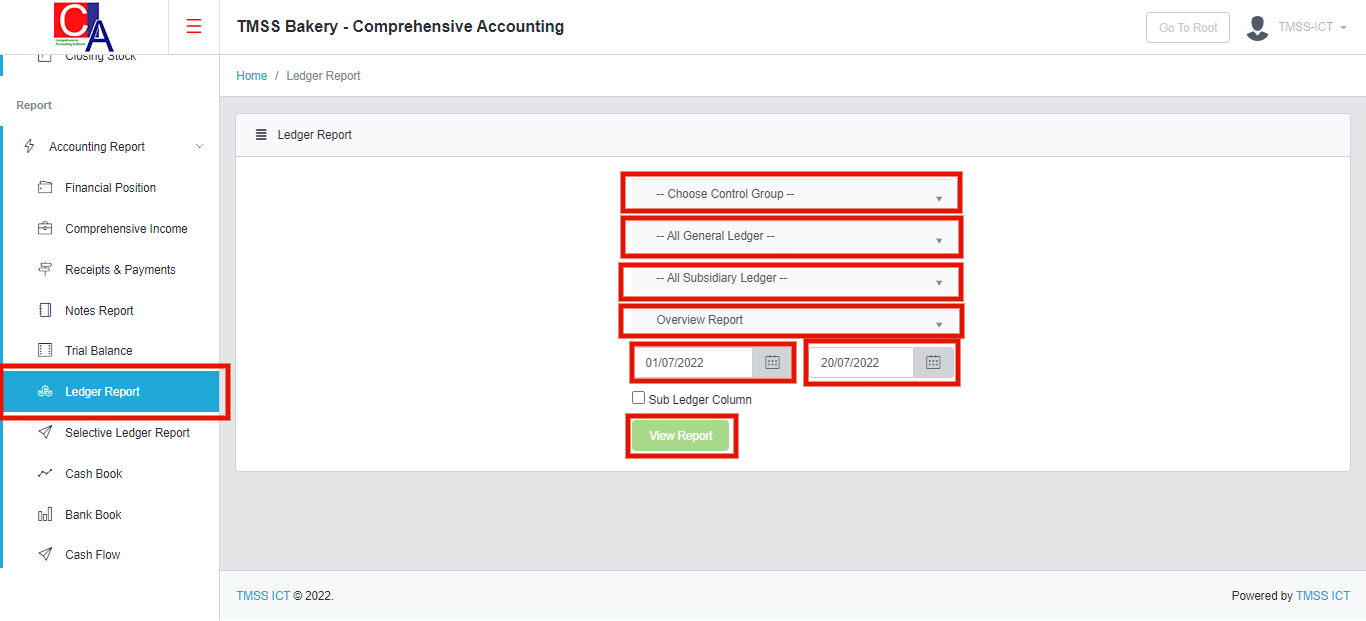 CA
Comprehensive
Accounting Software
TMSS Bakery - Comprehensive Accounting
Go To Root
TMSS-ICT
Closing Stock
Report
Accounting Report
Financial Position
Comprehensive Income
Receipts & Payments
Notes Report
Trial Balance
Ledger Report
Selective Ledger Report
Cash Book
Bank Book
Cash Flow
Home / Ledger Report
Ledger Report
-- Choose Control Group --
-- All General Ledger --
-- All Subsidiary Ledger --
Overview Report
01/07/2022 20/07/2022
Sub Ledger Column
View Report
TMSS ICT © 2022.
Powered by TMSS ICT